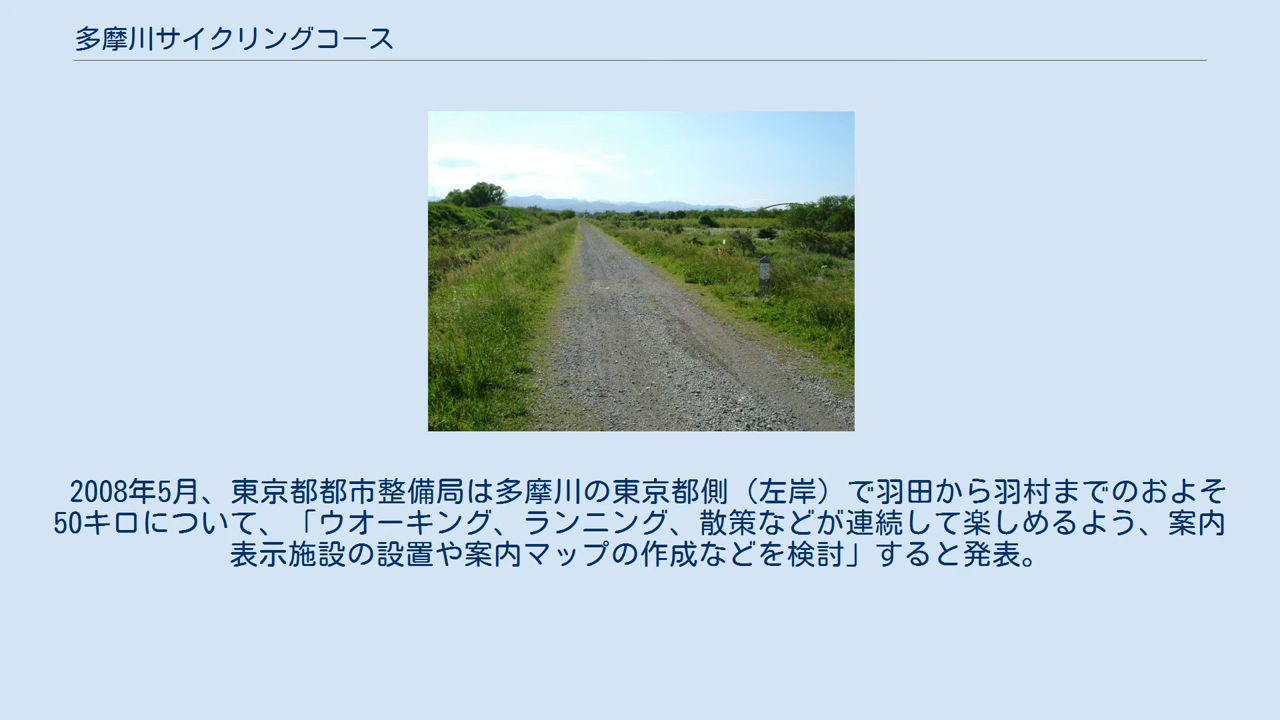 多摩川サイクリングコース
2008年5月、東京都都市整備局は多摩川の東京都側（左岸）で羽田から羽村までのおよそ
50キロについて、「ウオーキング、ランニング、散策などが連続して楽しめるよう、案内
表示施設の設置や案内マップの作成などを検討」すると発表。